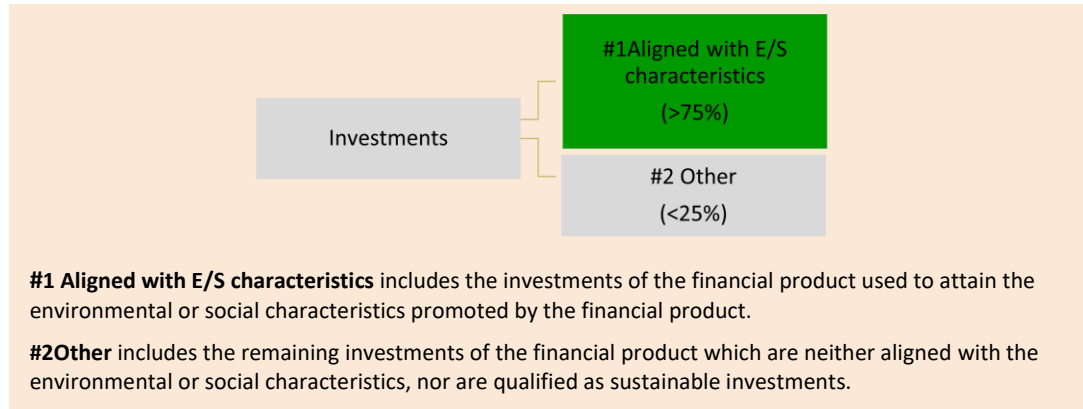 #1Aligned with E/S
characteristics
(>75%)
Investments
#2 Other
(<25%)
#1 Aligned with E/S characteristics includes the investments of the financial product used to attain the
environmental or social characteristics promoted by the financial product.
#2Other includes the remaining investments of the financial product which are neither aligned with the
environmental or social characteristics, nor are qualified as sustainable investments.